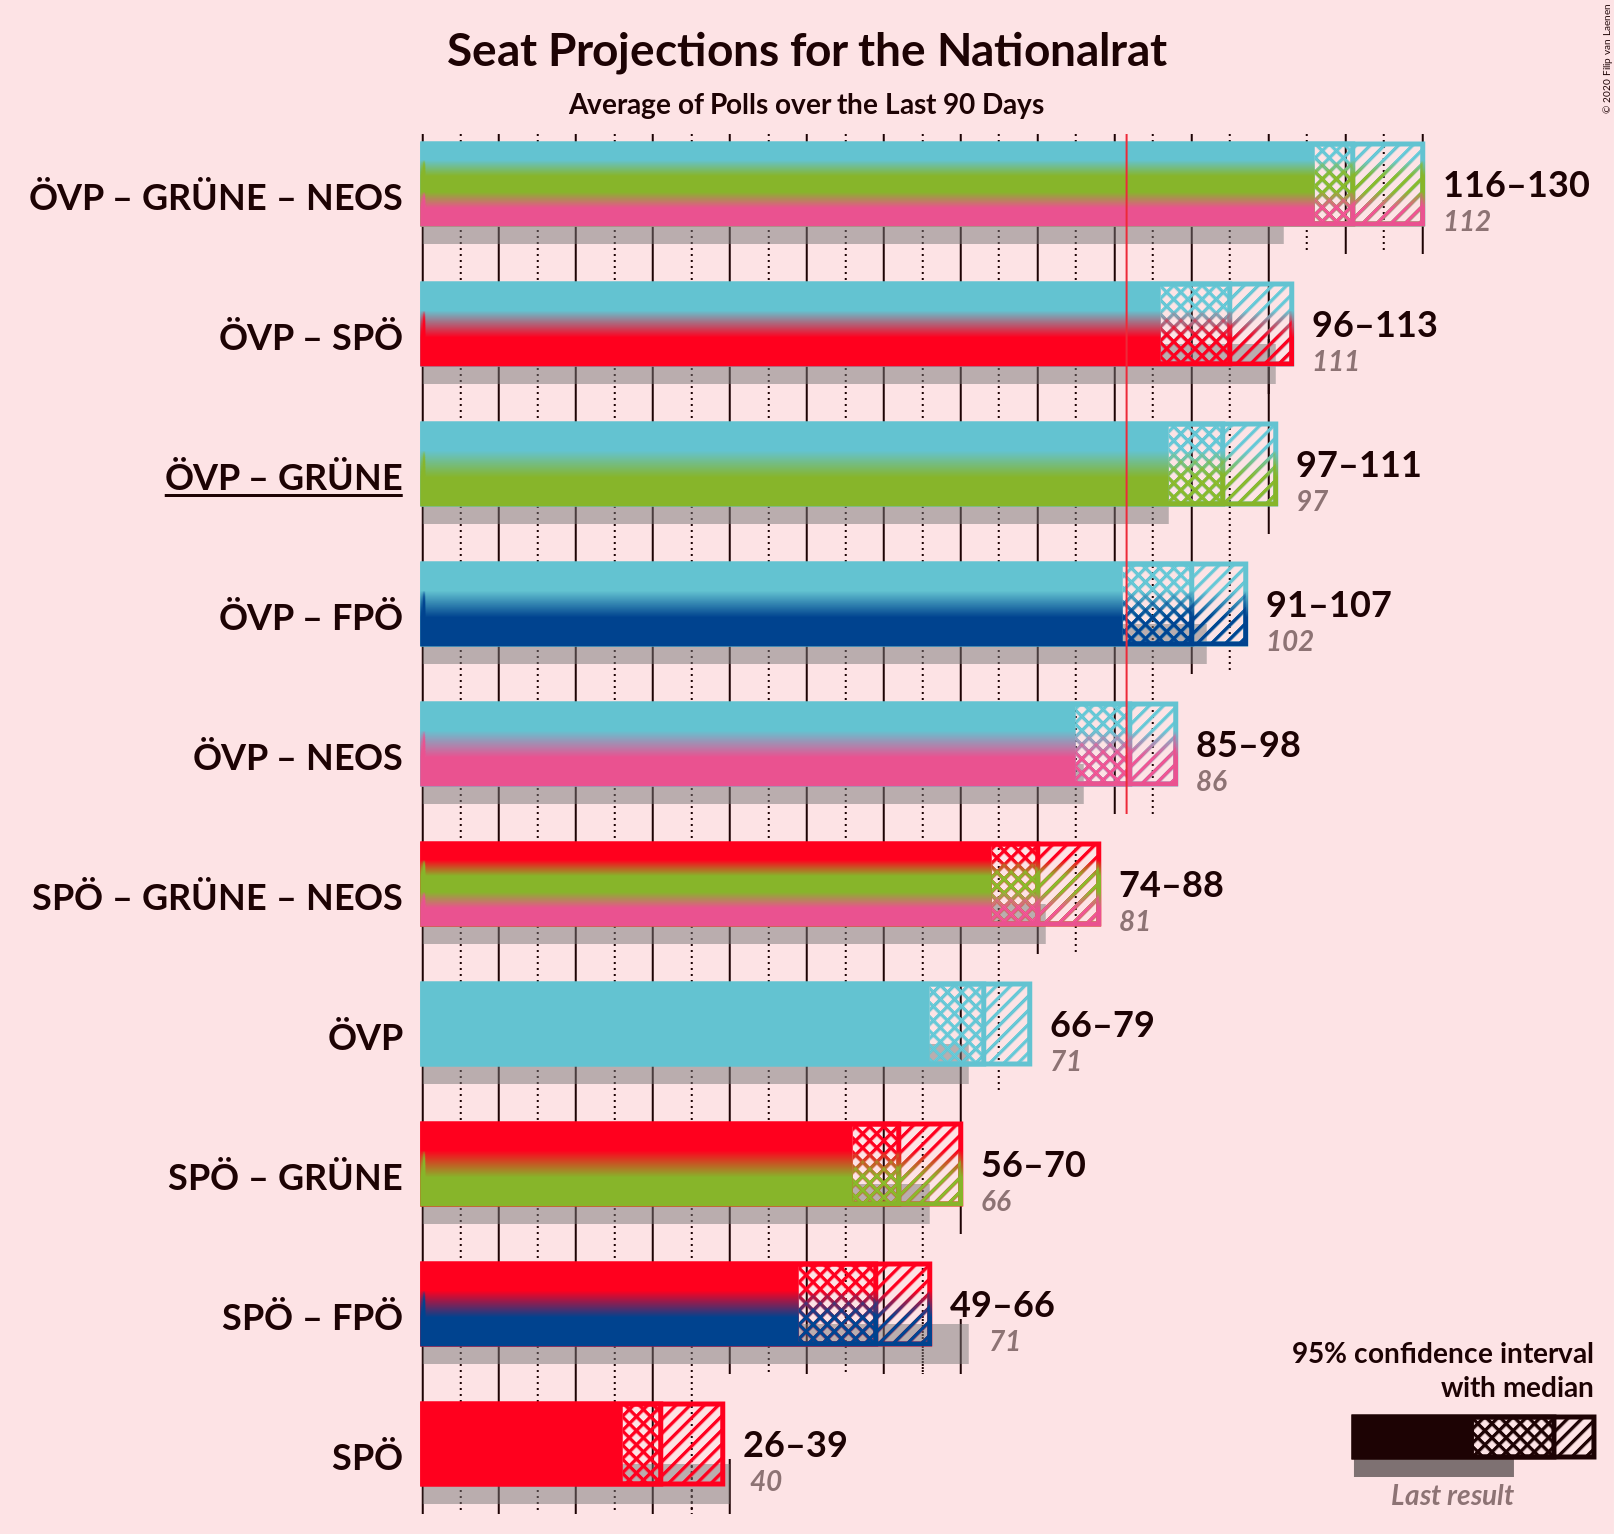 Seat Projections for the Nationalrat
Average of Polls over the Last 90 Days
© 2020 Filip van Laenen
ÖVP – GRÜNE – NEOS
116–130
112
ÖVP – SPÖ
96–113
111
ÖVP – GRÜNE
97–111
97
ÖVP – FPÖ
91–107
102
ÖVP – NEOS
85–98
86
SPÖ – GRÜNE – NEOS
74–88
81
ÖVP
66–79
71
SPÖ – GRÜNE
56–70
66
SPÖ – FPÖ
49–66
71
SPÖ
26–39
40
95% confidence interval
with median
Last result